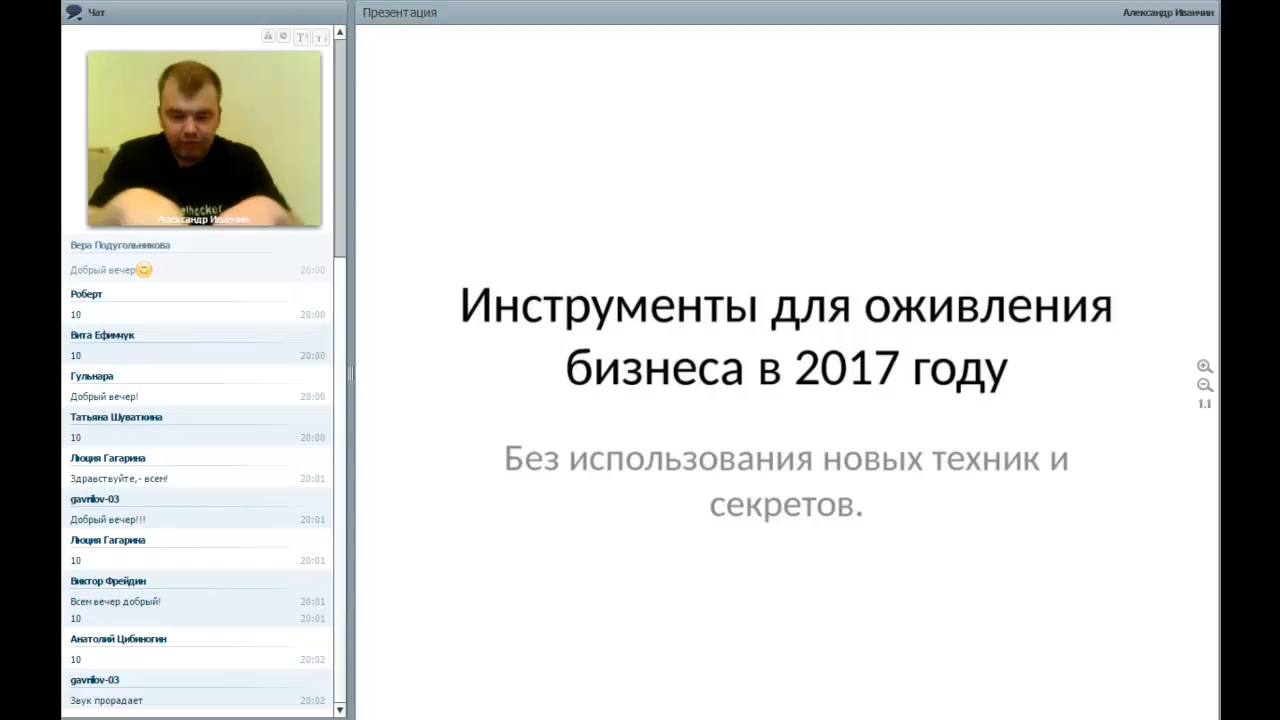 Чат
Презентация
Александр Иванчин
Александр Иванчин
Вера Подугольникова
Добрый вечер 20:00
Роберт
10 20:00
Вита Ефимчук
10 20:00
Гульнара
Добрый вечер! 20:00
Татьяна Шуваткина
10 20:00
Люция Гагарина
Здравствуйте,- всем! 20:01
gavrilov-03
Добрый вечер!!! 20:01
Люция Гагарина
10 20:01
Виктор Фрейдин
Всем вечер добрый! 20:01
10 20:01
Анатолий Цибиногин
10 20:02
gavrilov-03
Звук прорадает 20:02
Инструменты для оживления
бизнеса в 2017 году
Без использования новых техник и
секретов.
1:1